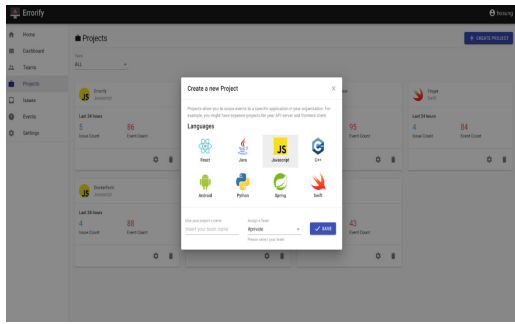 Errorify
hosung
Home
Dashboard
Teams
Projects
Issues
Events
Settings
Projects
CREATE PROJECT
Team
ALL
Errorify
Javascript
Last 24 hours
5
86
Issue Count
Event Count
95
Event Count
Swift
Last 24 hours
4
84
Issue Count
Event Count
Javascript
Last 24 hours
4
88
Issue Count
Event Count
43
Event Count
Create a new Project
Projects allow you to scope events to a specific application in your organization. For
example, you might have separate projects for your API server and frontend client.
Languages
React
Java
JS
Javascript
C++
Android
Python
Spring
Swift
Give your project a name
Insert your team name
Assign a Team
#private
Please select your team
SAVE